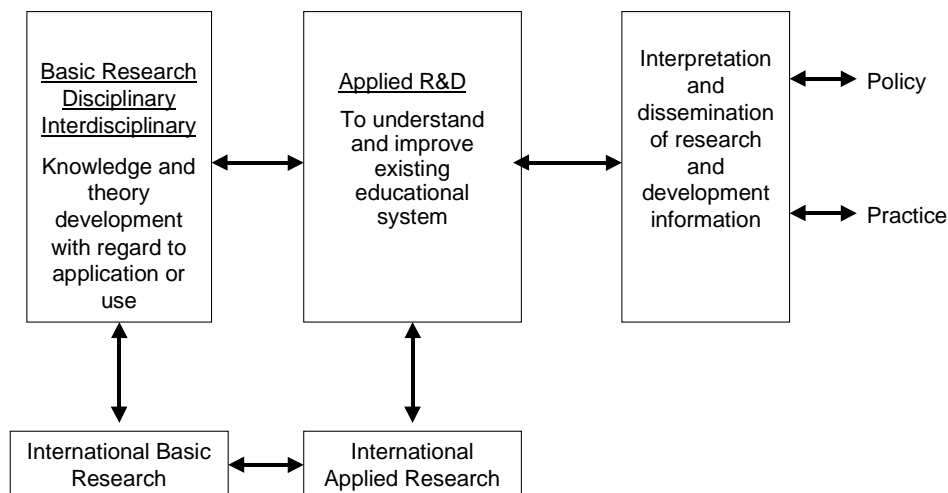 Basic Research
Disciplinary
Interdisciplinary
Knowledge and
theory
development
with regard to
application or
use
Applied R&D
To understand
and improve
existing
educational
system
Interpretation
and
dissemination
of research
and
development
information
Policy
Practice
International Basic
Research
International
Applied Research